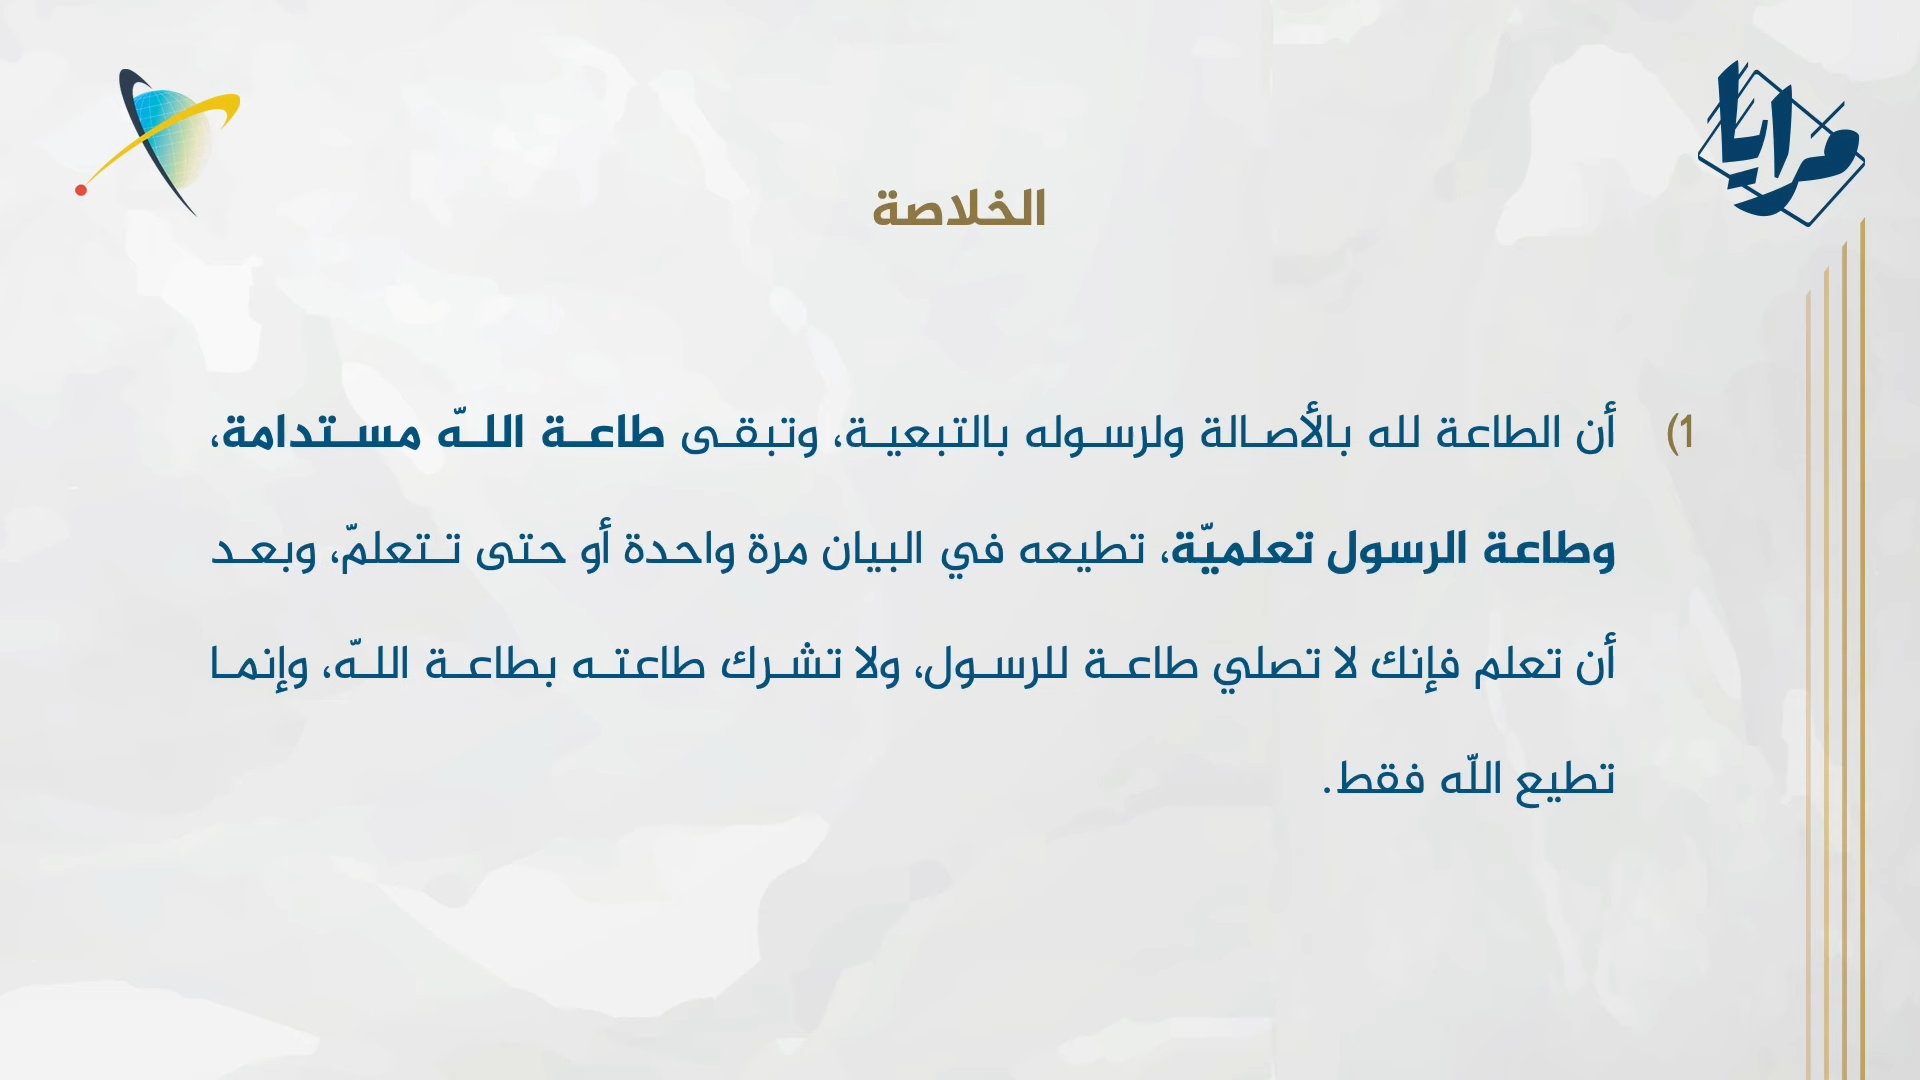 مرايا
الخلاصة
1) أن الطاعة لله بالأصالة ولرسوله بالتبعية، وتبقى طاعة اللّه مستدامة،
وطاعة الرسول تعلميّة، تطيعه في البيان مرة واحدة أو حتى تتعلمّ، وبعد
أن تعلم فإنك لا تصلي طاعة للرسول، ولا تشرك طاعته بطاعة اللّه، وإنما
تطيع اللّه فقط.